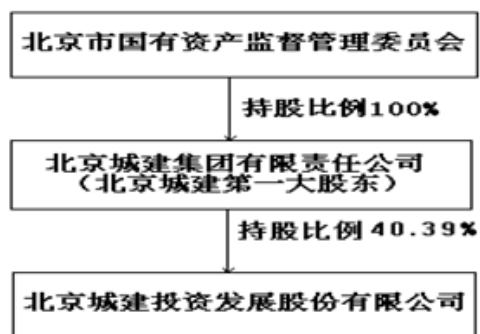 北京市国有资产监督管理委员会
持股比例100%
北京城建集团有限责任公司
（北京城建第一大股东）
持股比例 40.39%
北京城建投资发展股份有限公司